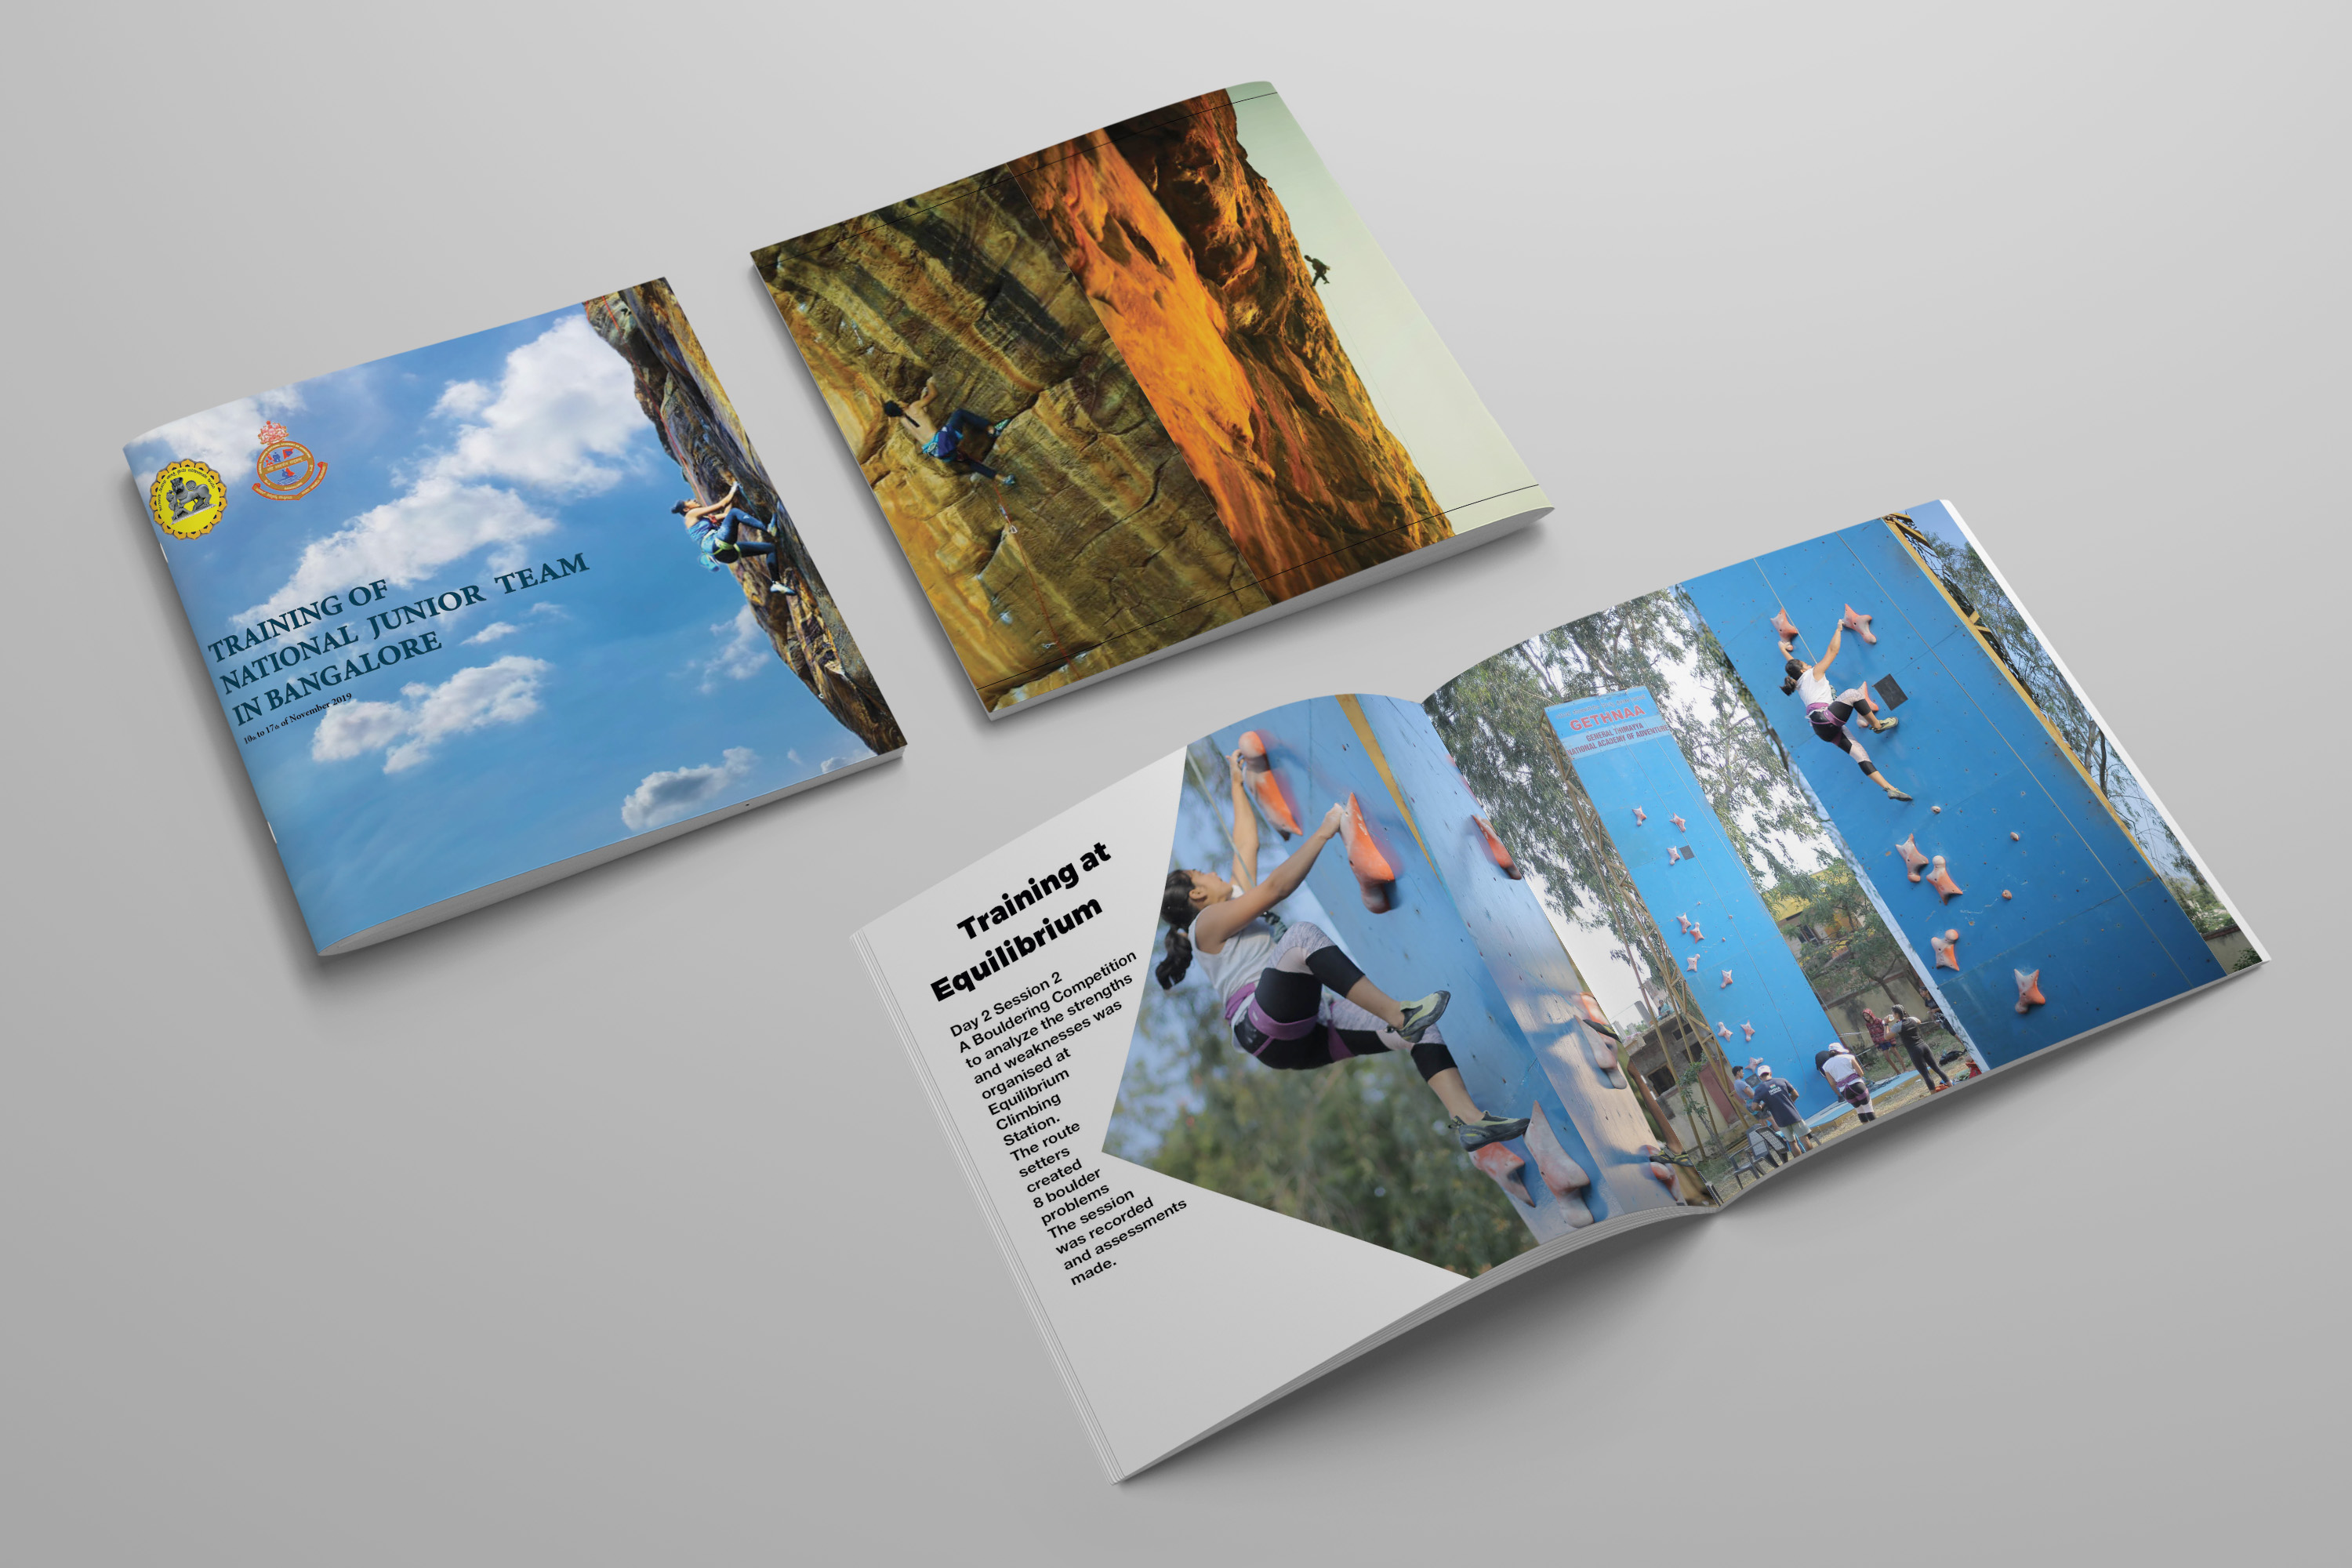 TRAINING OF
NATIONAL JUNIOR TEAM
IN BANGALORE
10th to 17th of November 2019
Training at
Equilibrium
Day 2 Session 2
A Bouldering Competition
to analyze the strengths
and weaknesses was
organised at
Equilibrium
Climbing
Station.
The route
setters
created
8 boulder
problems
The session
was recorded
and assessments
made.
GETHNAA
GENERAL THIMAYYA
NATIONAL ACADEMY OF ADVENTURE